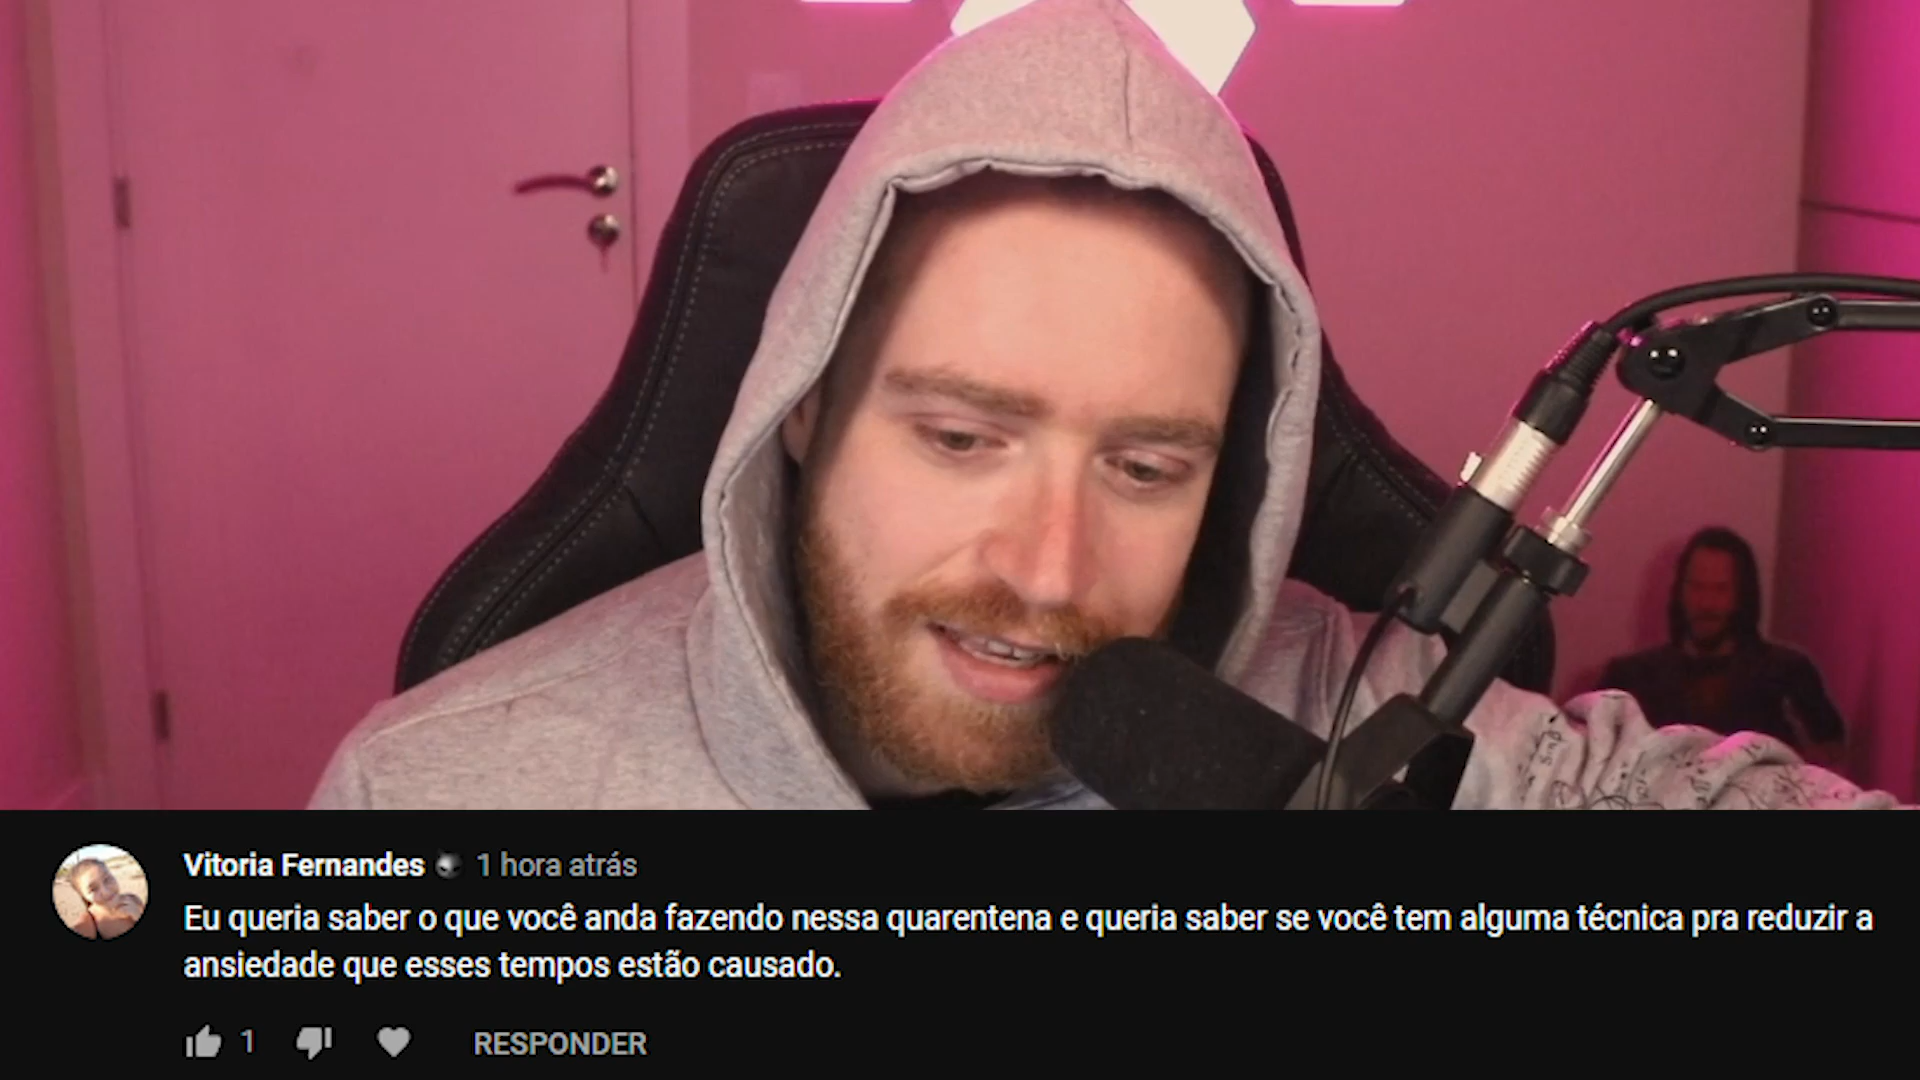 Vitoria Fernandes 1 hora atrás
Eu queria saber o que você anda fazendo nessa quarentena e queria saber se você tem alguma técnica pra reduzir a
ansiedade que esses tempos estão causado.
1 RESPONDER